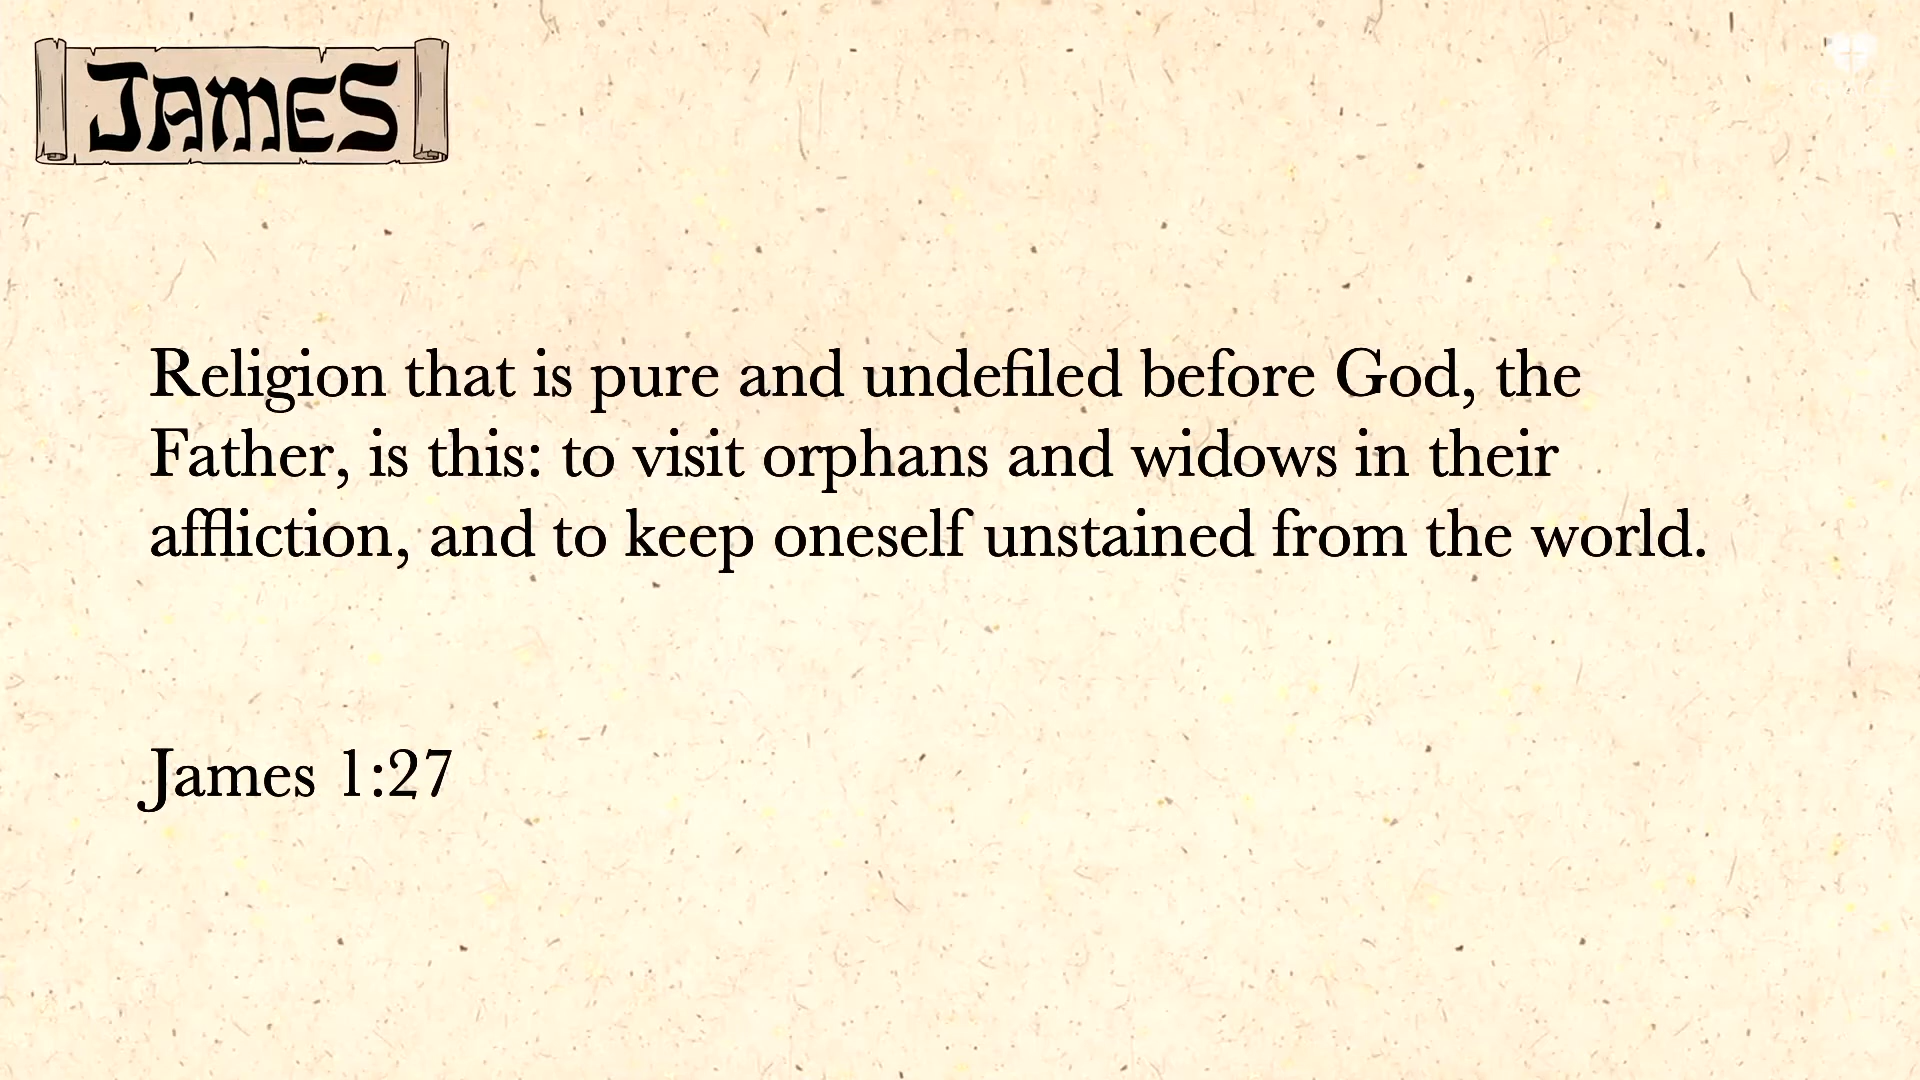 JAMES
Religion that is pure and undefiled before God, the
Father, is this: to visit orphans and widows in their
affliction, and to keep oneself unstained from the world.
James 1:27